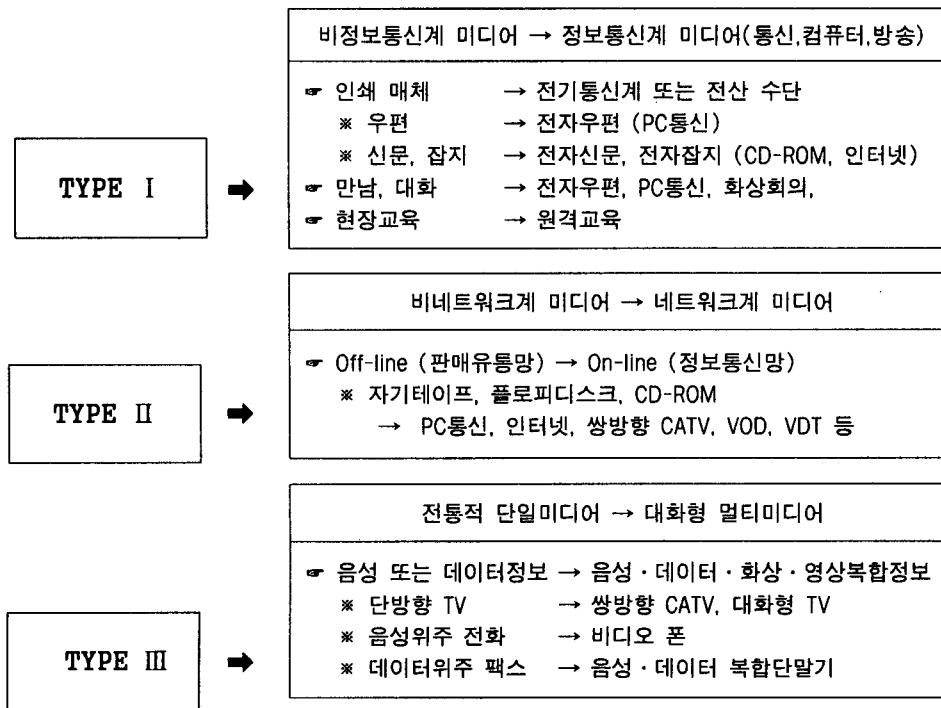 비정보통신계 미디어 → 정보통신계 미디어(통신,컴퓨터,방송)
☞ 인쇄 매체 → 전기통신계 또는 전산 수단
※ 우편 → 전자우편 (PC통신)
※ 신문, 잡지 → 전자신문, 전자잡지 (CD-ROM, 인터넷)
TYPE Ⅰ ➡ ☞ 만남, 대화 → 전자우편, PC통신, 화상회의,
☞ 현장교육 → 원격교육
비네트워크계 미디어 → 네트워크계 미디어
☞ Off-line (판매유통망) → On-line (정보통신망)
※ 자기테이프, 플로피디스크, CD-ROM
TYPE Ⅱ ➡ → PC통신, 인터넷, 쌍방향 CATV, VOD, VDT 등
전통적 단일미디어 → 대화형 멀티미디어
☞ 음성 또는 데이터정보 → 음성·데이터·화상·영상복합정보
※ 단방향 TV → 쌍방향 CATV, 대화형 TV
※ 음성위주 전화 → 비디오 폰
TYPE Ⅲ ➡ ※ 데이터위주 팩스 → 음성·데이터 복합단말기